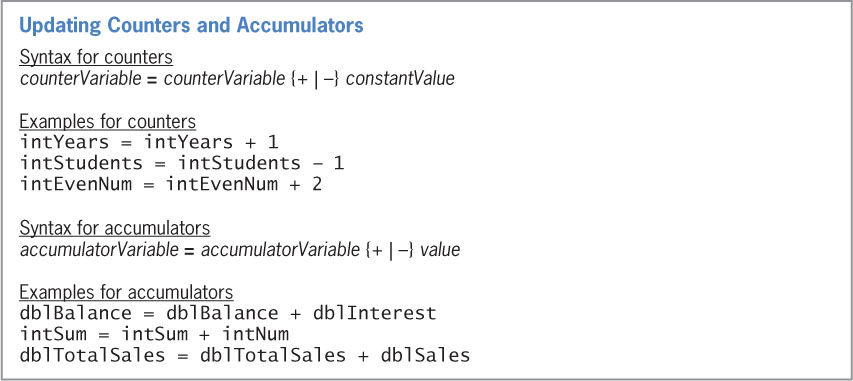 Updating Counters and Accumulators
Syntax for counters
counterVariable = counterVariable {+ | –} constantValue
Examples for counters
intYears = intYears + 1
intStudents = intStudents – 1
intEvenNum = intEvenNum + 2
Syntax for accumulators
accumulatorVariable = accumulatorVariable {+ | –} value
Examples for accumulators
dblBalance = dblBalance + dblInterest
intSum = intSum + intNum
dblTotalSales = dblTotalSales + dblSales